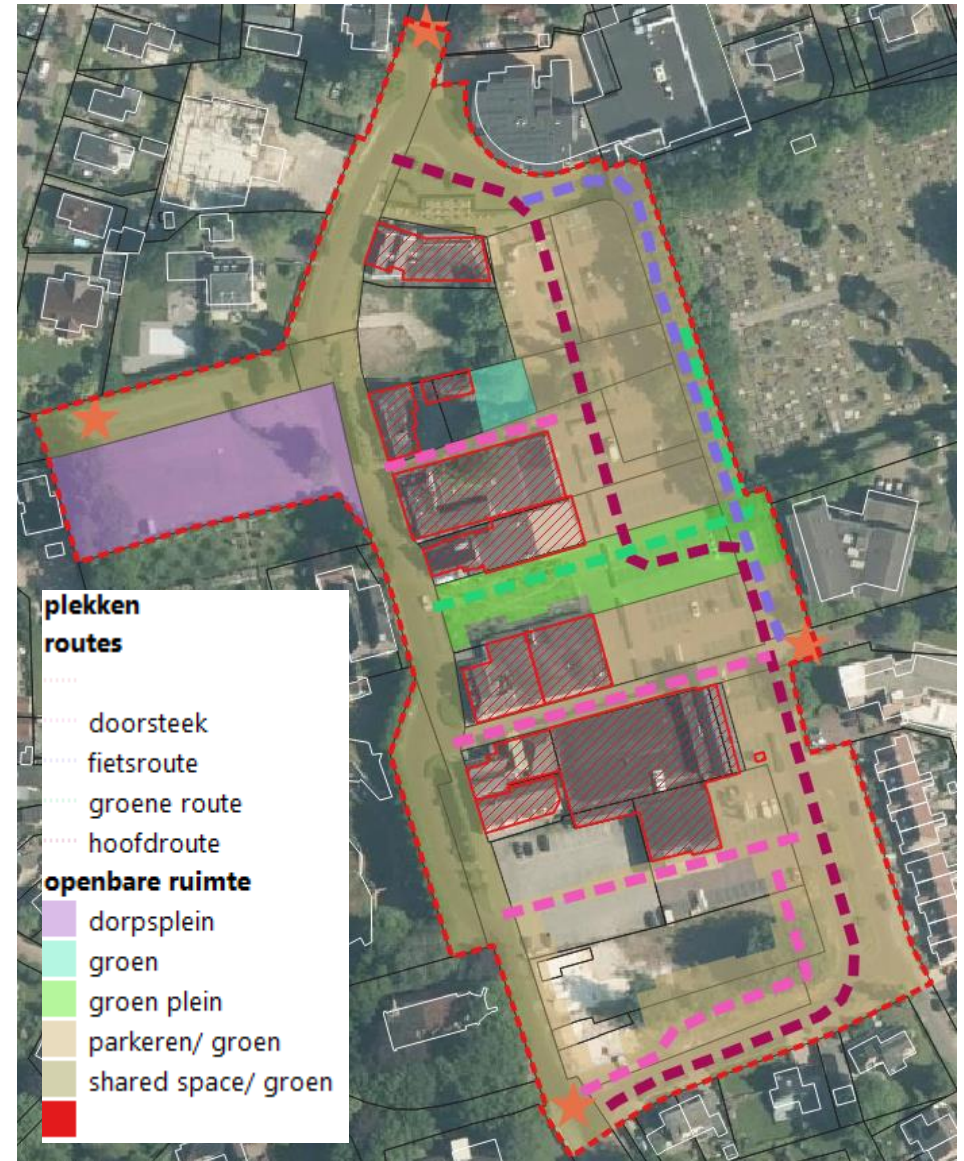 plekken
routes
doorsteek
fietsroute
groene route
hoofdroute
openbare ruimte
dorpsplein
groen
groen plein
parkeren/ groen
shared space/ groen